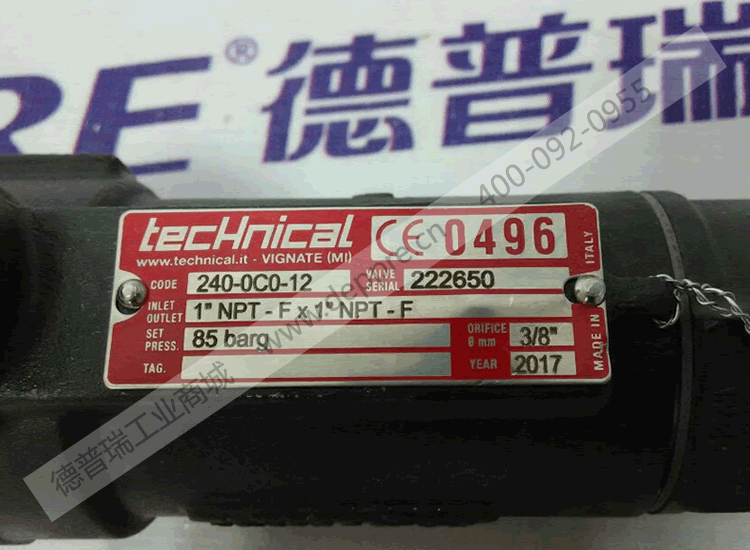 RE®德普瑞
tecHnical CE 0496
www.technical.it - VIGNATE (MI)
CODE 240-0C0-12 VALVE SERIAL 222650
INLET OUTLET 1" NPT - F x 1" NPT - F
SET PRESS. 85 barg ORIFICE Ø mm 3/8"
TAG. YEAR 2017
MADE IN ITALY
德普瑞工业商城 www.deprecn 400-092-0955